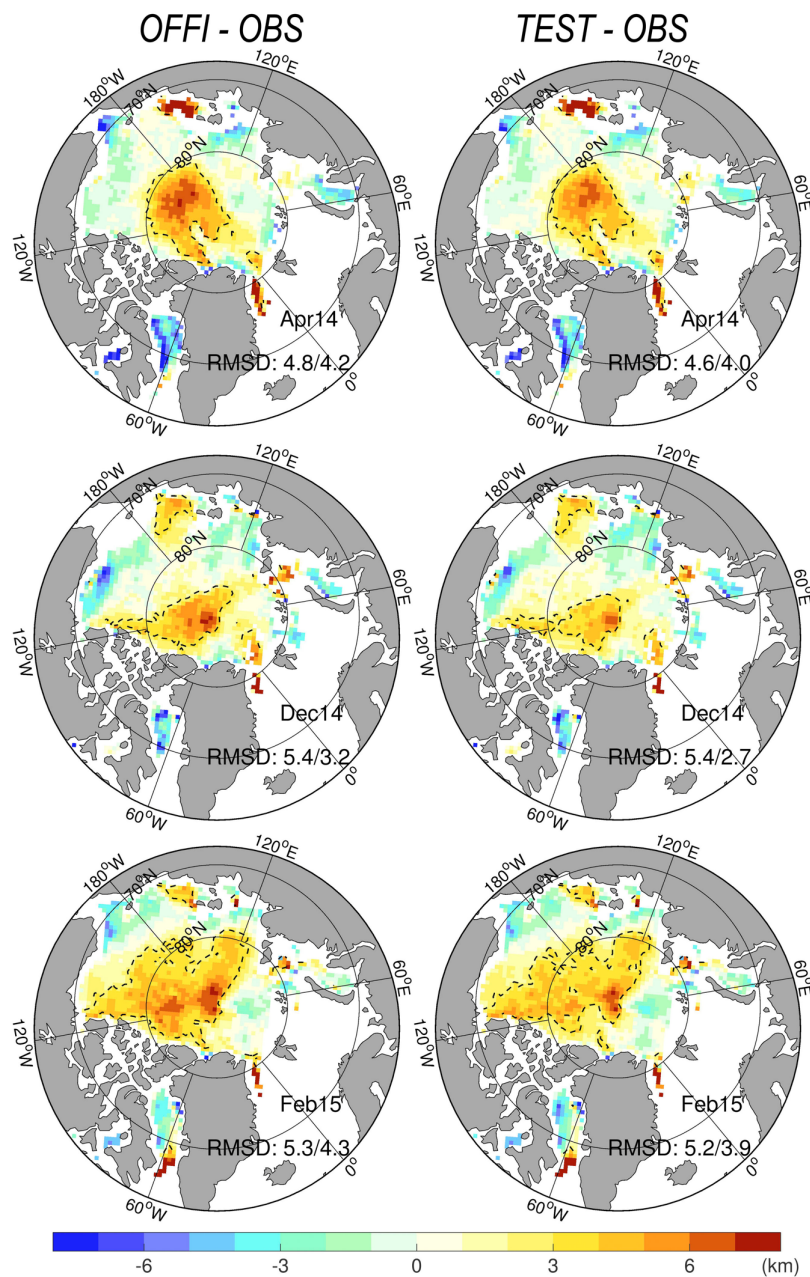 OFFI - OBS
TEST - OBS
120°E
180°W
70°N
80°N
60°E
120°W
Apr14
RMSD: 4.8/4.2
0°
60°W
120°E
180°W
70°N
80°N
60°E
120°W
Apr14
RMSD: 4.6/4.0
0°
60°W
120°E
180°W
70°N
80°N
60°E
120°W
Dec14
RMSD: 5.4/3.2
0°
60°W
120°E
180°W
70°N
80°N
60°E
120°W
Dec14
RMSD: 5.4/2.7
0°
60°W
120°E
180°W
70°N
80°N
60°E
120°W
Feb15
RMSD: 5.3/4.3
0°
60°W
120°E
180°W
70°N
80°N
60°E
120°W
Feb15
RMSD: 5.2/3.9
0°
60°W
-6 -3 0 3 6 (km)